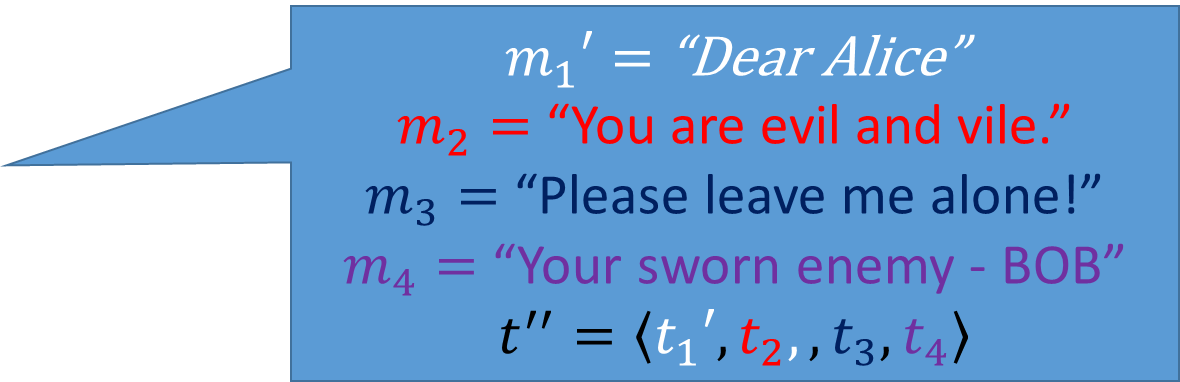 m₁′ = “Dear Alice”
m₂ = “You are evil and vile.”
m₃ = “Please leave me alone!”
m₄ = “Your sworn enemy - BOB”
t′′ = ⟨t₁′, t₂, , t₃, t₄⟩